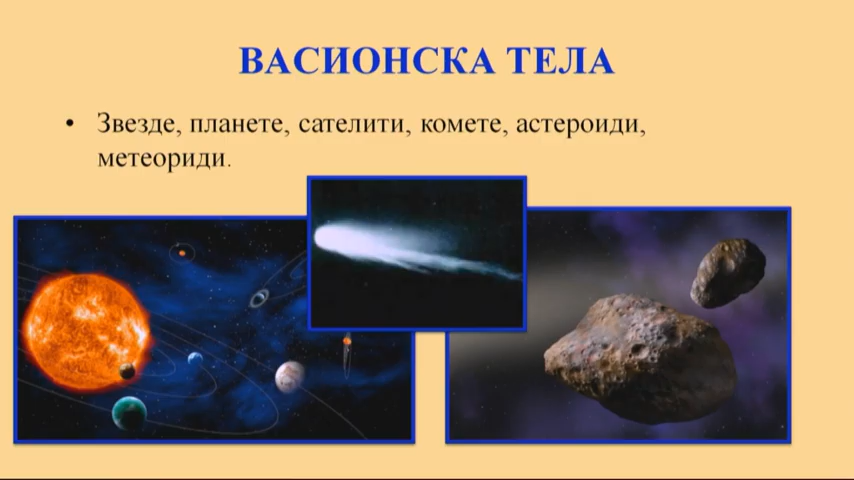 ВАСИОНСКА ТЕЛА
• Звезде, планете, сателити, комете, астероиди,
метеориди.